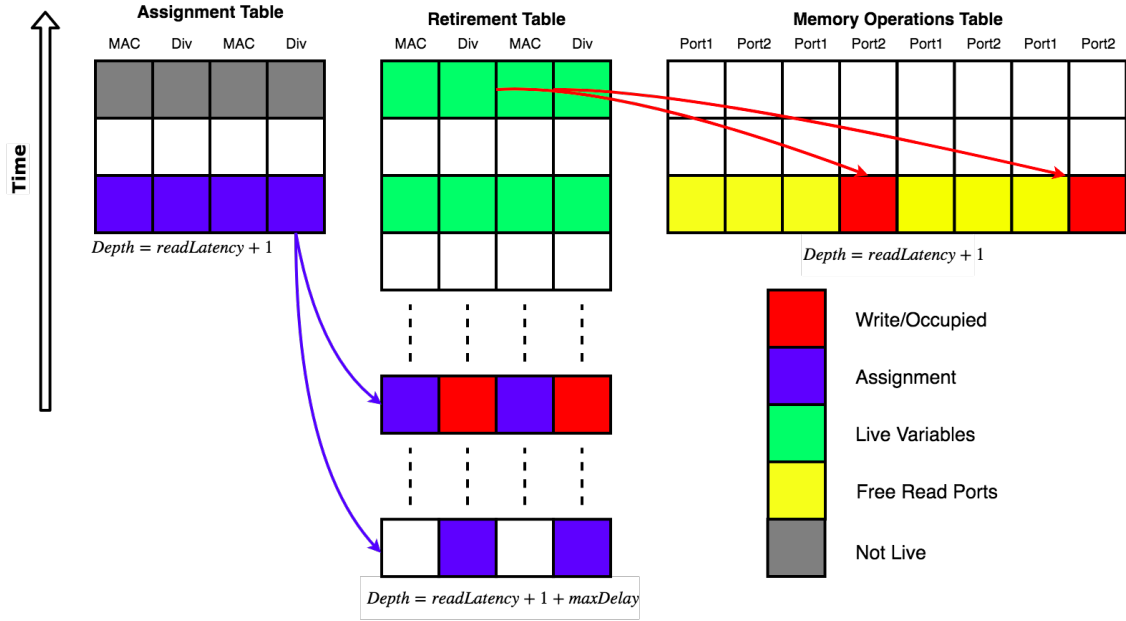 Assignment Table
Retirement Table
Memory Operations Table
MAC Div MAC Div
MAC Div MAC Div
Port1 Port2 Port1 Port2 Port1 Port2 Port1 Port2
Time
Depth = readLatency + 1
Depth = readLatency + 1
Write/Occupied
Assignment
Live Variables
Free Read Ports
Not Live
Depth = readLatency + 1 + maxDelay